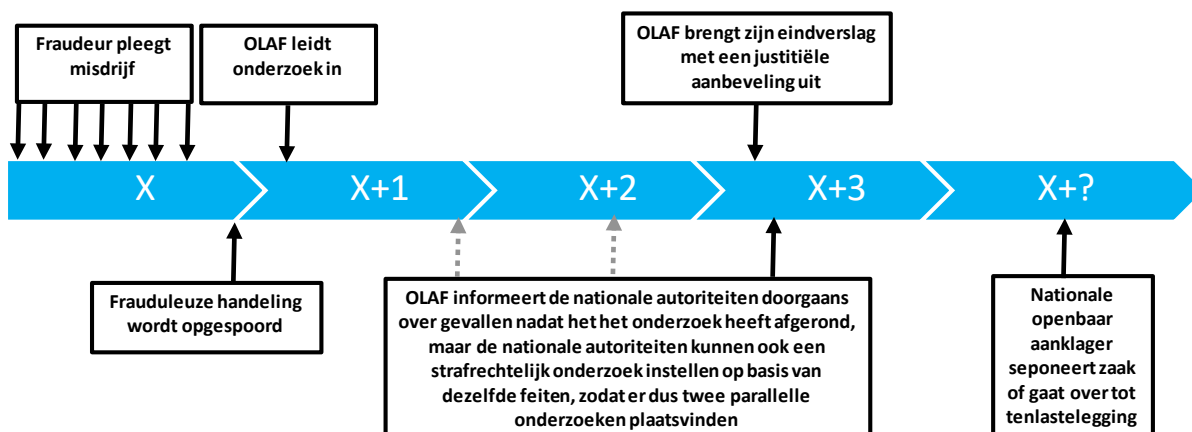 Fraudeur pleegt
misdrijf
OLAF leidt
onderzoek in
OLAF brengt zijn eindverslag
met een justitiële
aanbeveling uit
X
X+1
X+2
X+3
X+?
Frauduleuze handeling
wordt opgespoord
OLAF informeert de nationale autoriteiten doorgaans
over gevallen nadat het het onderzoek heeft afgerond,
maar de nationale autoriteiten kunnen ook een
strafrechtelijk onderzoek instellen op basis van
dezelfde feiten, zodat er dus twee parallelle
onderzoeken plaatsvinden
Nationale
openbaar
aanklager
seponeert zaak
of gaat over tot
tenlastelegging